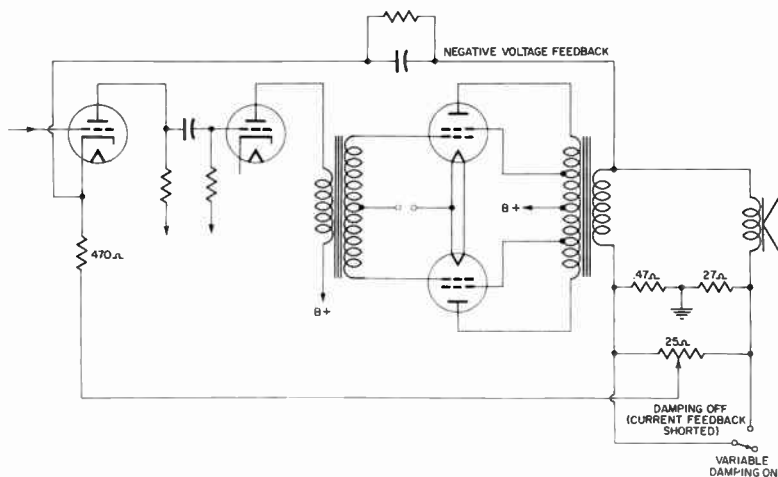 NEGATIVE VOLTAGE FEEDBACK
470Ω
B+
B+
.47Ω
27Ω
25Ω
DAMPING OFF
(CURRENT FEEDBACK
SHORTED)
VARIABLE
DAMPING ON